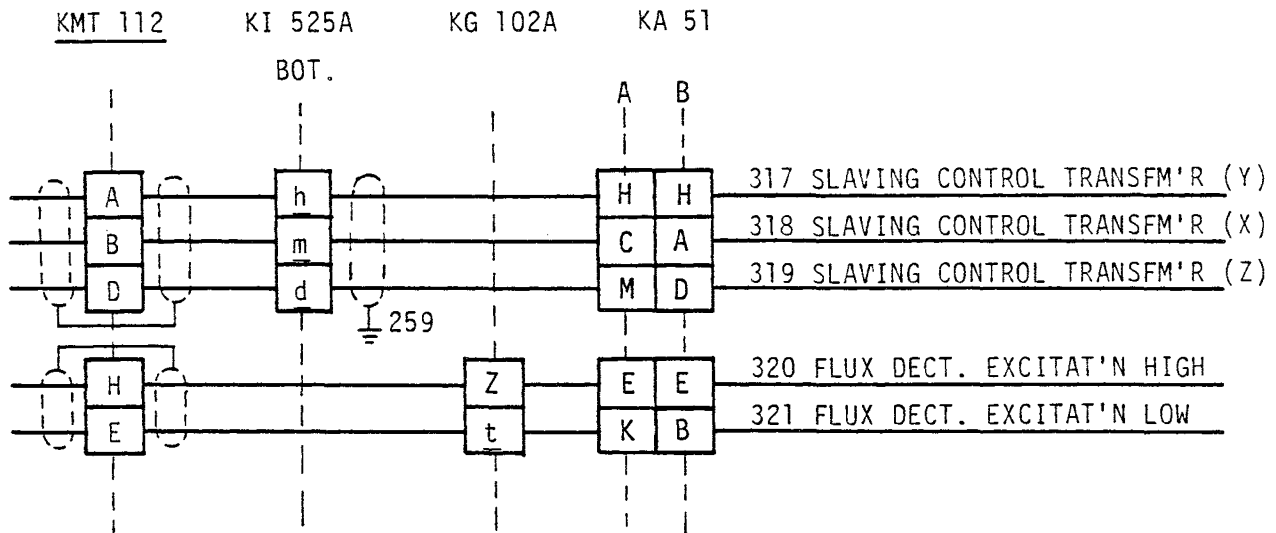 KMT 112 KI 525A KG 102A KA 51
BOT.
A B
A h H H 317 SLAVING CONTROL TRANSFM'R (Y)
B m C A 318 SLAVING CONTROL TRANSFM'R (X)
D d M D 319 SLAVING CONTROL TRANSFM'R (Z)
259
H Z E E 320 FLUX DECT. EXCITAT'N HIGH
E t K B 321 FLUX DECT. EXCITAT'N LOW